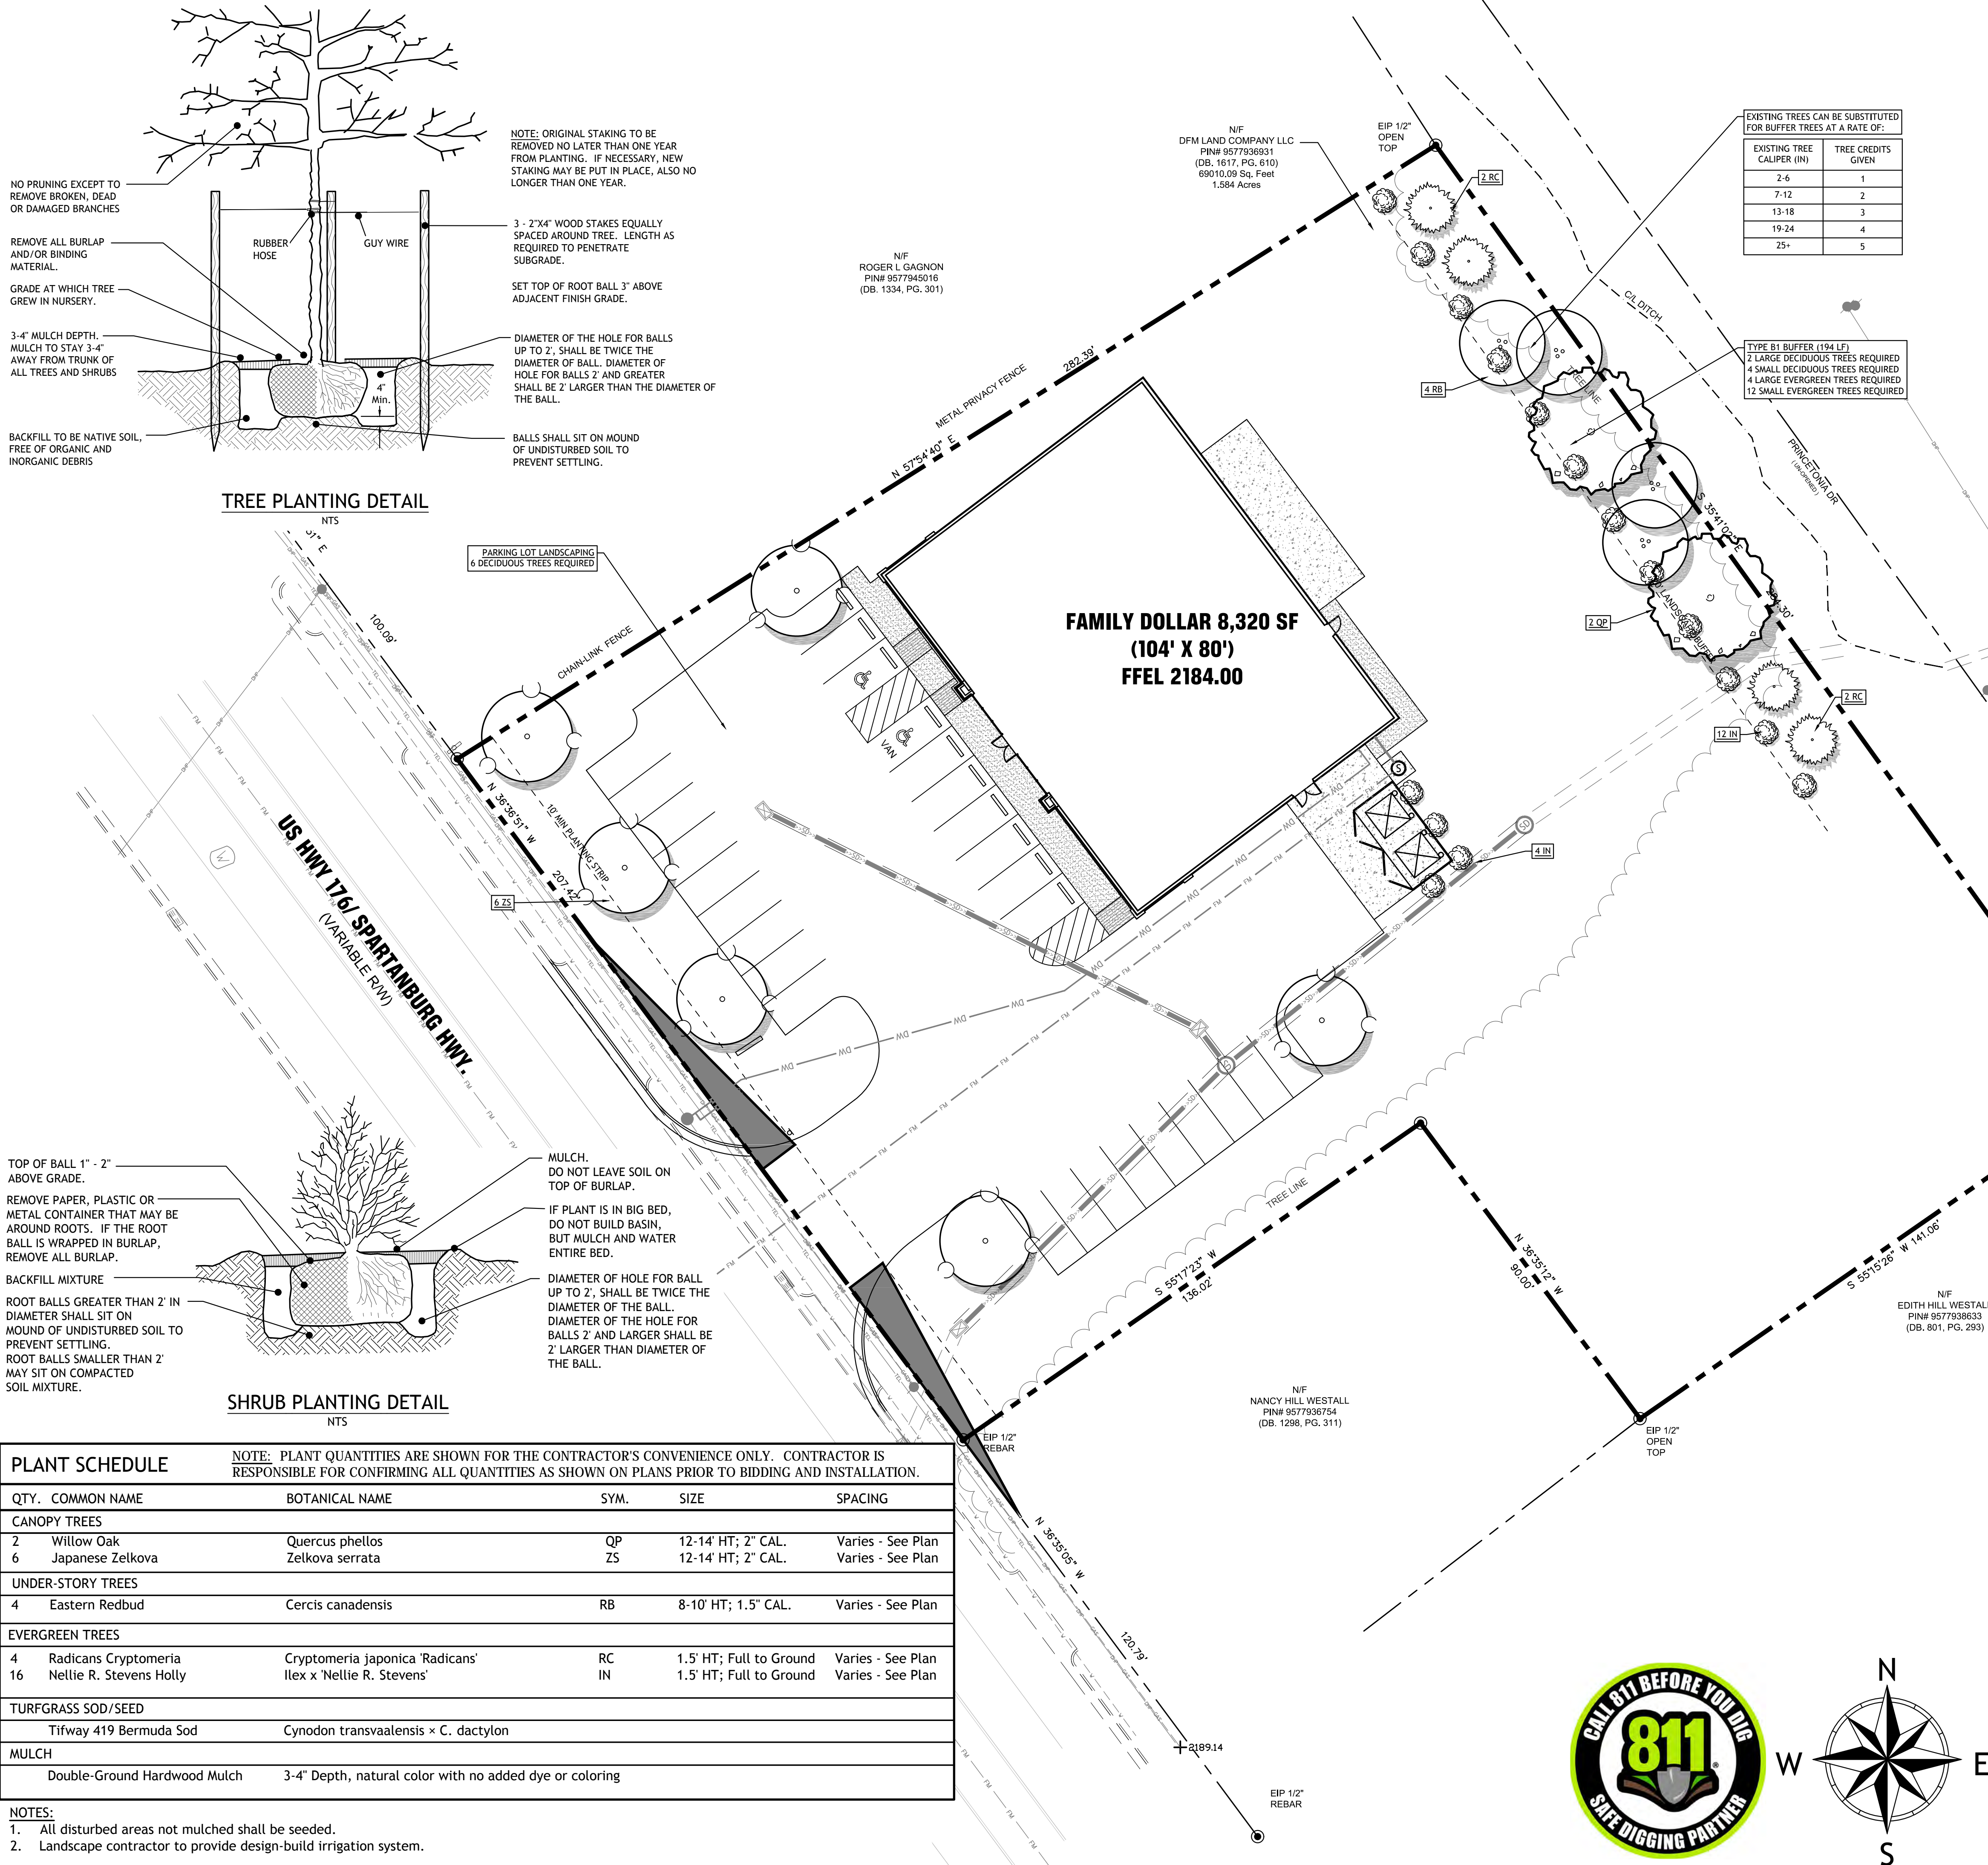 NO PRUNING EXCEPT TO
REMOVE BROKEN, DEAD
OR DAMAGED BRANCHES
REMOVE ALL BURLAP
AND/OR BINDING
MATERIAL.
GRADE AT WHICH TREE
GREW IN NURSERY.
3-4" MULCH DEPTH.
MULCH TO STAY 3-4"
AWAY FROM TRUNK OF
ALL TREES AND SHRUBS
BACKFILL TO BE NATIVE SOIL,
FREE OF ORGANIC AND
INORGANIC DEBRIS
RUBBER
HOSE
GUY WIRE
4"
Min.
NOTE: ORIGINAL STAKING TO BE
REMOVED NO LATER THAN ONE YEAR
FROM PLANTING. IF NECESSARY, NEW
STAKING MAY BE PUT IN PLACE, ALSO NO
LONGER THAN ONE YEAR.
3 - 2"X4" WOOD STAKES EQUALLY
SPACED AROUND TREE. LENGTH AS
REQUIRED TO PENETRATE
SUBGRADE.
SET TOP OF ROOT BALL 3" ABOVE
ADJACENT FINISH GRADE.
DIAMETER OF THE HOLE FOR BALLS
UP TO 2', SHALL BE TWICE THE
DIAMETER OF BALL. DIAMETER OF
HOLE FOR BALLS 2' AND GREATER
SHALL BE 2' LARGER THAN THE DIAMETER OF
THE BALL.
BALLS SHALL SIT ON MOUND
OF UNDISTURBED SOIL TO
PREVENT SETTLING.
TREE PLANTING DETAIL
NTS
N/F
ROGER L GAGNON
PIN# 9577945016
(DB. 1334, PG. 301)
N/F
DFM LAND COMPANY LLC
PIN# 9577936931
(DB. 1617, PG. 610)
69010.09 Sq. Feet
1.584 Acres
EIP 1/2"
OPEN
TOP
2 RC
EXISTING TREES CAN BE SUBSTITUTED
FOR BUFFER TREES AT A RATE OF:
EXISTING TREE CALIPER (IN) TREE CREDITS GIVEN
2-6 1
7-12 2
13-18 3
19-24 4
25+ 5
C/L DITCH
TYPE B1 BUFFER (194 LF)
2 LARGE DECIDUOUS TREES REQUIRED
4 SMALL DECIDUOUS TREES REQUIRED
4 LARGE EVERGREEN TREES REQUIRED
12 SMALL EVERGREEN TREES REQUIRED
4 RB
TREE LINE
PRINCETONIA DR
(UN-OPENED)
S 35°41'02" E
2 QP
2 RC
12 IN
METAL PRIVACY FENCE
282.39'
N 57°54'40" E
CHAIN-LINK FENCE
PARKING LOT LANDSCAPING
6 DECIDUOUS TREES REQUIRED
51" E
100.09'
FAMILY DOLLAR 8,320 SF
(104' X 80')
FFEL 2184.00
VAN
N 36°36'51" W
207.42'
10' MIN PLANTING STRIP
6 ZS
US HWY 176/ SPARTANBURG HWY.
(VARIABLE R/W)
4 IN
TREE LINE
S 55°17'23" W
136.02'
N 36°35'12" W
90.00'
S 55°15'26" W 141.06'
N/F
EDITH HILL WESTALL
PIN# 9577938633
(DB. 801, PG. 293)
N/F
NANCY HILL WESTALL
PIN# 9577936754
(DB. 1298, PG. 311)
EIP 1/2"
OPEN
TOP
EIP 1/2"
REBAR
N 36°35'05" W
120.79'
2189.14
EIP 1/2"
REBAR
TOP OF BALL 1" - 2"
ABOVE GRADE.
REMOVE PAPER, PLASTIC OR
METAL CONTAINER THAT MAY BE
AROUND ROOTS. IF THE ROOT
BALL IS WRAPPED IN BURLAP,
REMOVE ALL BURLAP.
BACKFILL MIXTURE
ROOT BALLS GREATER THAN 2' IN
DIAMETER SHALL SIT ON
MOUND OF UNDISTURBED SOIL TO
PREVENT SETTLING.
ROOT BALLS SMALLER THAN 2'
MAY SIT ON COMPACTED
SOIL MIXTURE.
MULCH.
DO NOT LEAVE SOIL ON
TOP OF BURLAP.
IF PLANT IS IN BIG BED,
DO NOT BUILD BASIN,
BUT MULCH AND WATER
ENTIRE BED.
DIAMETER OF HOLE FOR BALL
UP TO 2', SHALL BE TWICE THE
DIAMETER OF THE BALL.
DIAMETER OF THE HOLE FOR
BALLS 2' AND LARGER SHALL BE
2' LARGER THAN DIAMETER OF
THE BALL.
SHRUB PLANTING DETAIL
NTS
PLANT SCHEDULE
NOTE: PLANT QUANTITIES ARE SHOWN FOR THE CONTRACTOR'S CONVENIENCE ONLY. CONTRACTOR IS
RESPONSIBLE FOR CONFIRMING ALL QUANTITIES AS SHOWN ON PLANS PRIOR TO BIDDING AND INSTALLATION.
QTY. COMMON NAME BOTANICAL NAME SYM. SIZE SPACING
CANOPY TREES
2 Willow Oak Quercus phellos QP 12-14' HT; 2" CAL. Varies - See Plan
6 Japanese Zelkova Zelkova serrata ZS 12-14' HT; 2" CAL. Varies - See Plan
UNDER-STORY TREES
4 Eastern Redbud Cercis canadensis RB 8-10' HT; 1.5" CAL. Varies - See Plan
EVERGREEN TREES
4 Radicans Cryptomeria Cryptomeria japonica 'Radicans' RC 1.5' HT; Full to Ground Varies - See Plan
16 Nellie R. Stevens Holly Ilex x 'Nellie R. Stevens' IN 1.5' HT; Full to Ground Varies - See Plan
TURFGRASS SOD/SEED
Tifway 419 Bermuda Sod Cynodon transvaalensis × C. dactylon
MULCH
Double-Ground Hardwood Mulch 3-4" Depth, natural color with no added dye or coloring
NOTES:
1. All disturbed areas not mulched shall be seeded.
2. Landscape contractor to provide design-build irrigation system.
CALL 811 BEFORE YOU DIG
811
SAFE DIGGING PARTNER
N
W
E
S